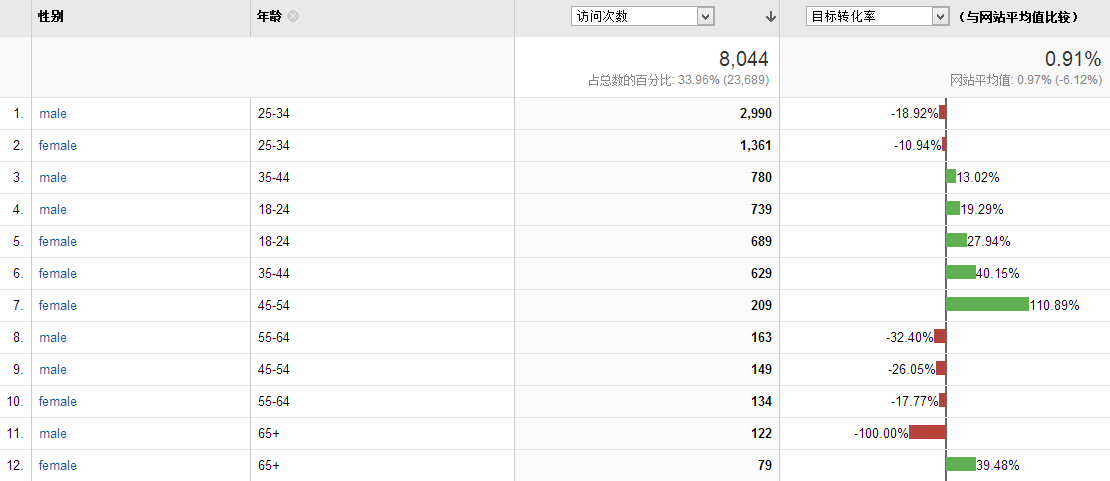 性别 年龄 访问次数 目标转化率 （与网站平均值比较）
8,044 0.91%
占总数的百分比: 33.96% (23,689) 网站平均值: 0.97% (-6.12%)
1. male 25-34 2,990 -18.92%
2. female 25-34 1,361 -10.94%
3. male 35-44 780 13.02%
4. male 18-24 739 19.29%
5. female 18-24 689 27.94%
6. female 35-44 629 40.15%
7. female 45-54 209 110.89%
8. male 55-64 163 -32.40%
9. male 45-54 149 -26.05%
10. female 55-64 134 -17.77%
11. male 65+ 122 -100.00%
12. female 65+ 79 39.48%